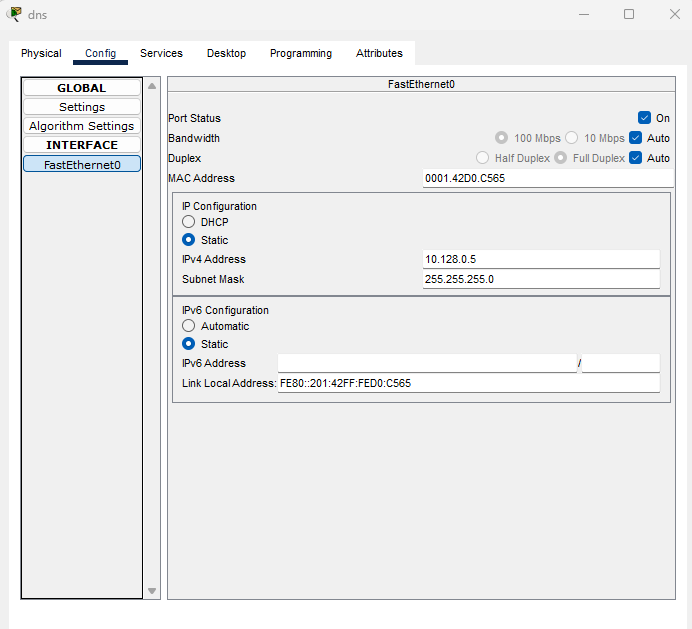 dns
Physical Config Services Desktop Programming Attributes
GLOBAL
Settings
Algorithm Settings
INTERFACE
FastEthernet0
FastEthernet0
Port Status On
Bandwidth 100 Mbps 10 Mbps Auto
Duplex Half Duplex Full Duplex Auto
MAC Address 0001.42D0.C565
IP Configuration
DHCP
Static
IPv4 Address 10.128.0.5
Subnet Mask 255.255.255.0
IPv6 Configuration
Automatic
Static
IPv6 Address /
Link Local Address: FE80::201:42FF:FED0:C565